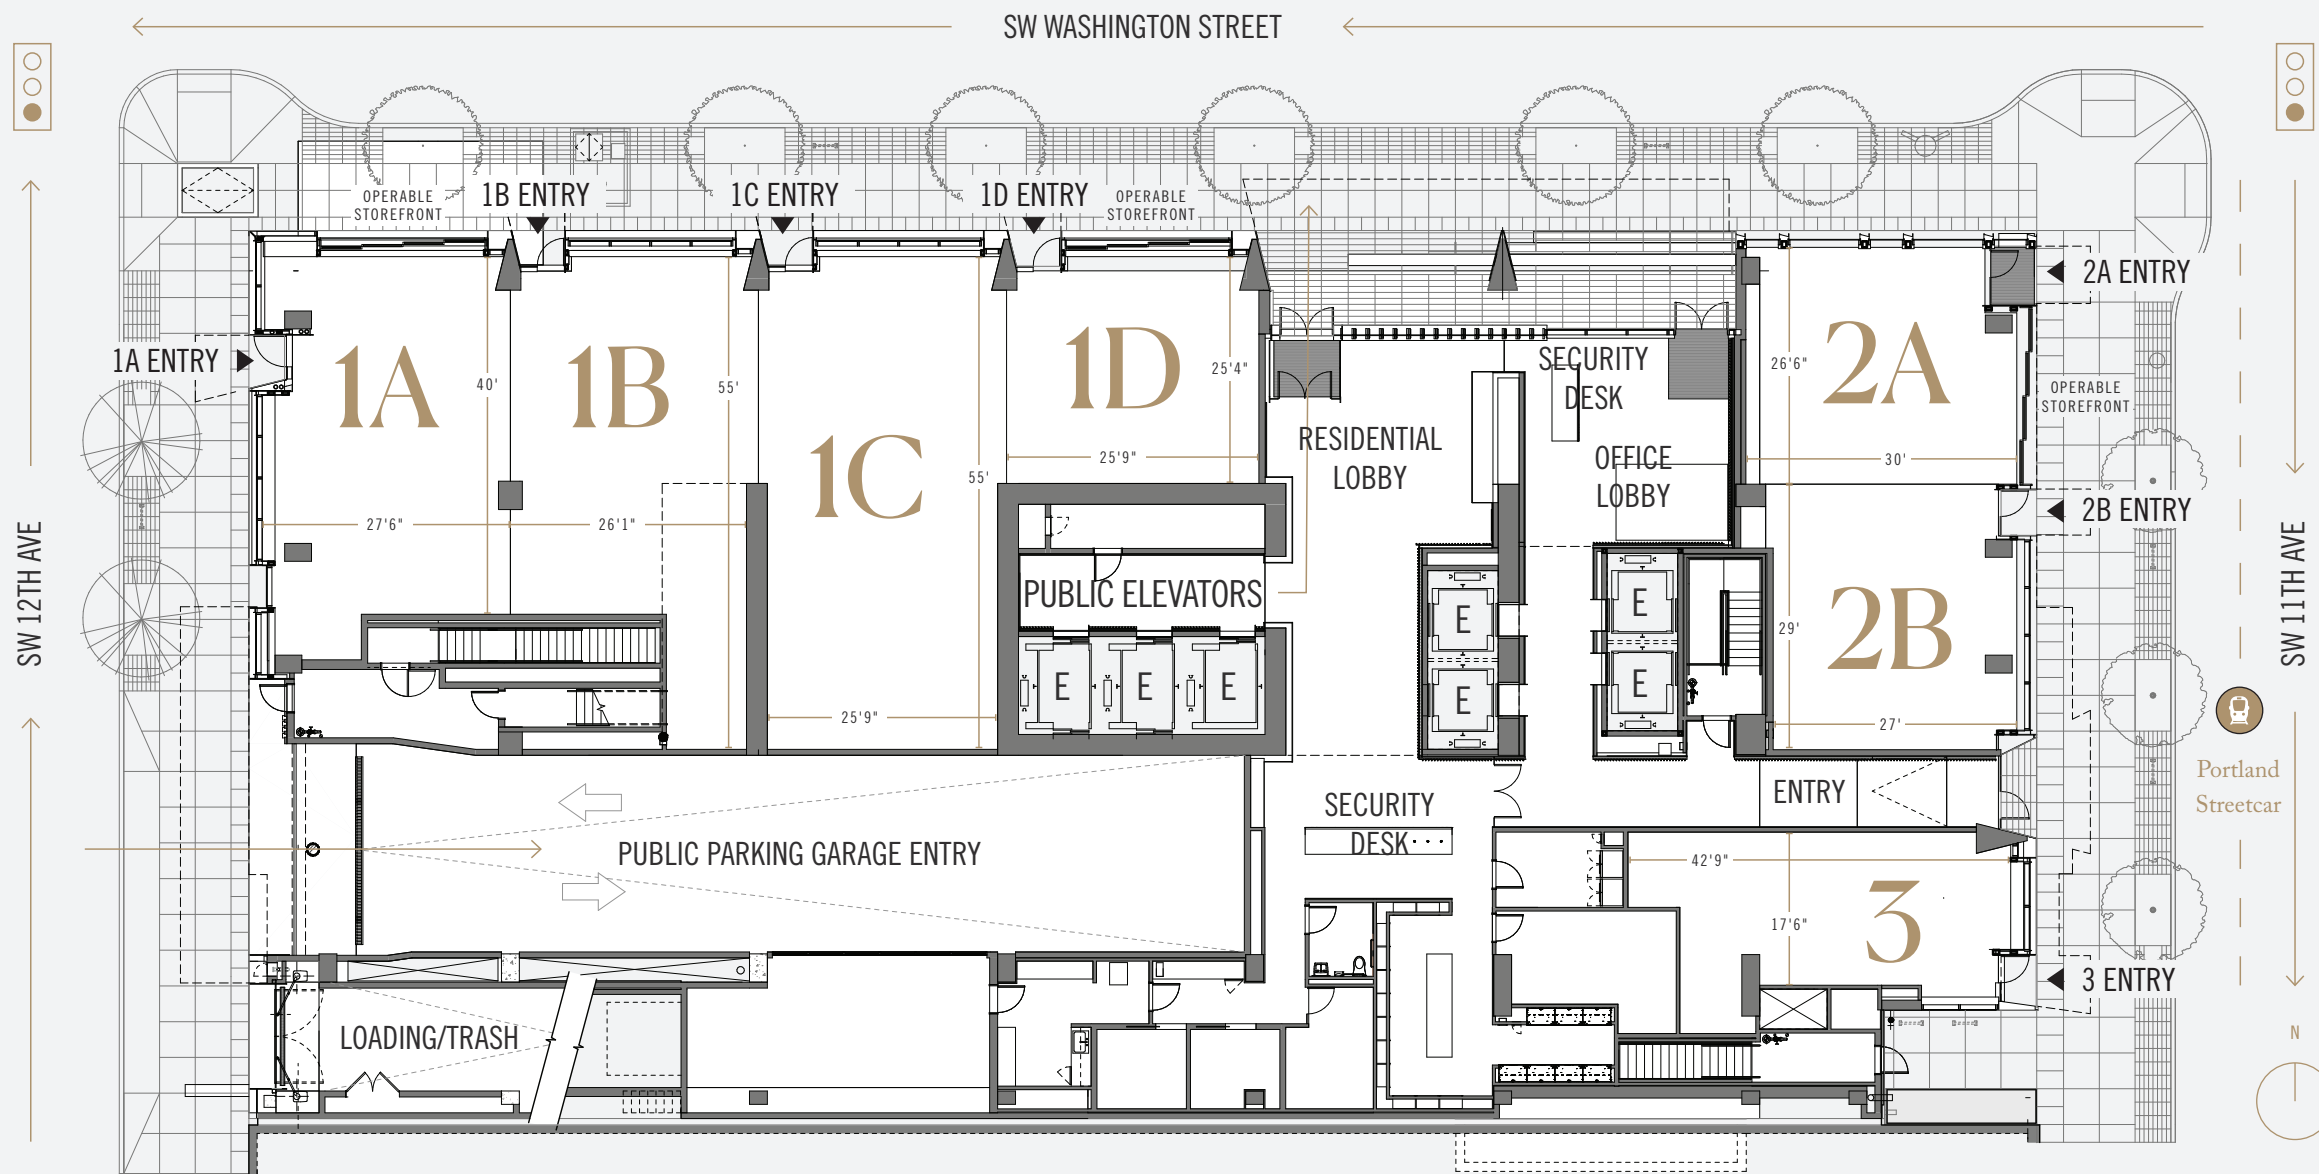 SW WASHINGTON STREET
OPERABLE
STOREFRONT
1B ENTRY
1C ENTRY
1D ENTRY
OPERABLE
STOREFRONT
2A ENTRY
1A ENTRY
1A
40'
1B
55'
1C
55'
1D
25'4"
25'9"
27'6"
26'1"
25'9"
RESIDENTIAL
LOBBY
SECURITY
DESK
OFFICE
LOBBY
2A
26'6"
30'
OPERABLE
STOREFRONT
2B ENTRY
2B
29'
27'
SW 12TH AVE
SW 11TH AVE
PUBLIC ELEVATORS
E
E
E
E
E
E
E
Portland
Streetcar
ENTRY
SECURITY
DESK
PUBLIC PARKING GARAGE ENTRY
42'9"
17'6"
3
3 ENTRY
LOADING/TRASH
N